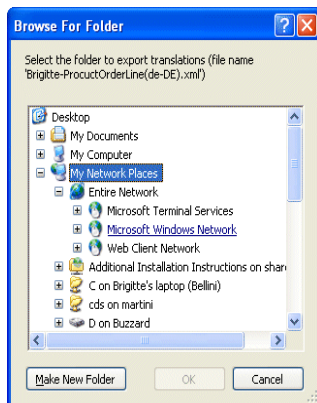 Browse For Folder
Select the folder to export translations (file name
'Brigitte-ProcuctOrderLine(de-DE).xml')
Desktop
My Documents
My Computer
My Network Places
Entire Network
Microsoft Terminal Services
Microsoft Windows Network
Web Client Network
Additional Installation Instructions on share
C on Brigitte's laptop (Bellini)
cds on martini
D on Buzzard
Make New Folder
OK
Cancel